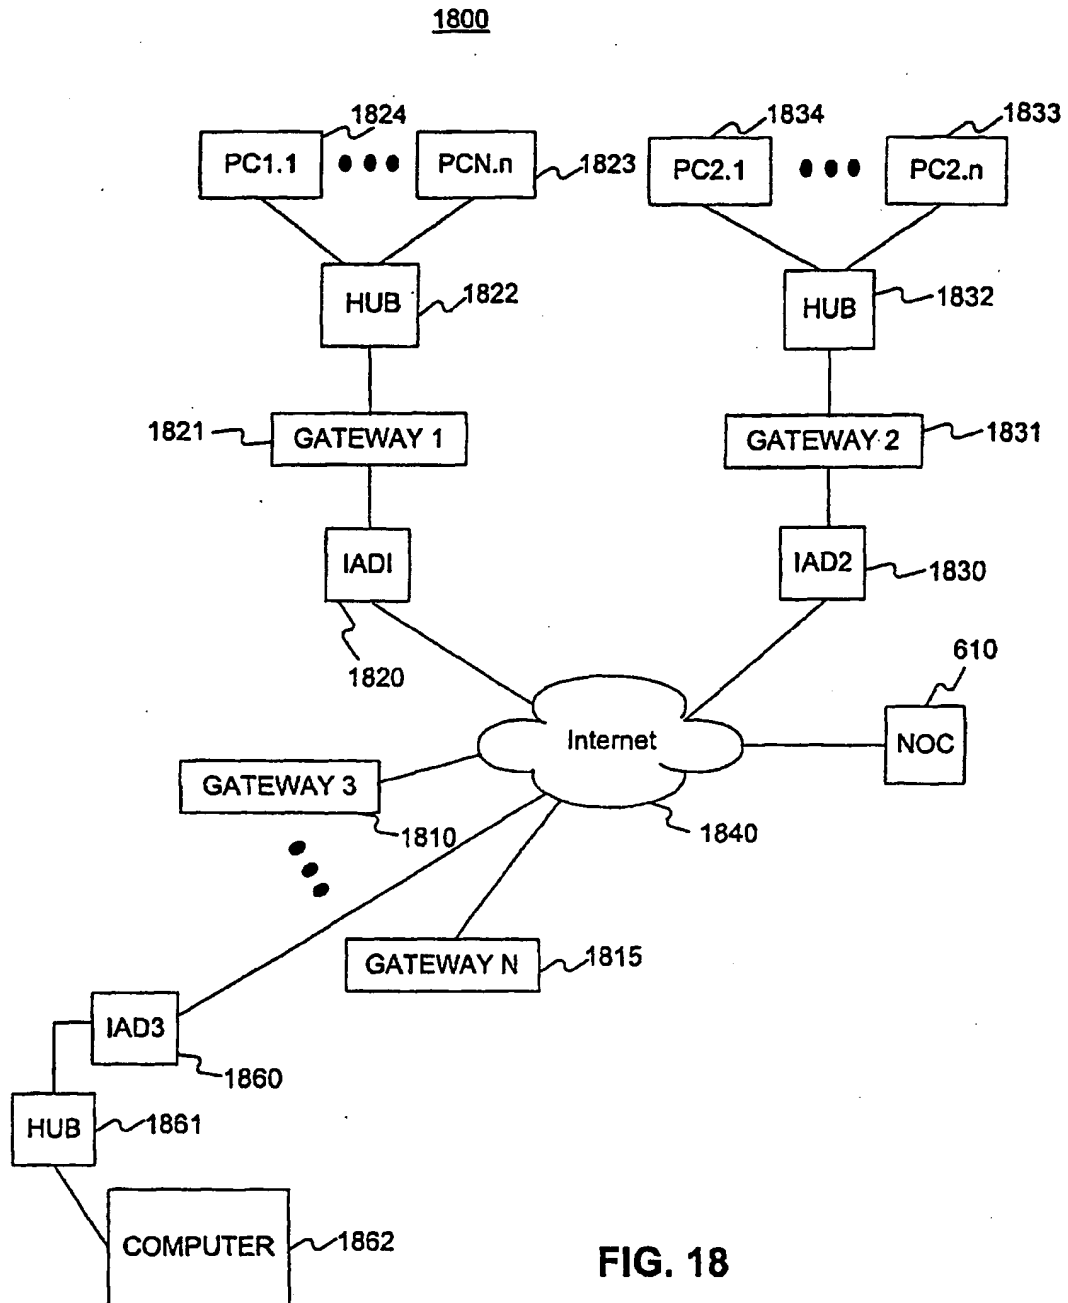 1800
1824
PC1.1
PCN.n
1823
1834
1833
PC2.1
PC2.n
HUB
1822
HUB
1832
1821
GATEWAY 1
GATEWAY 2
1831
IADI
IAD2
1830
1820
610
Internet
NOC
GATEWAY 3
1810
1840
GATEWAY N
1815
IAD3
1860
HUB
1861
COMPUTER
1862
FIG. 18